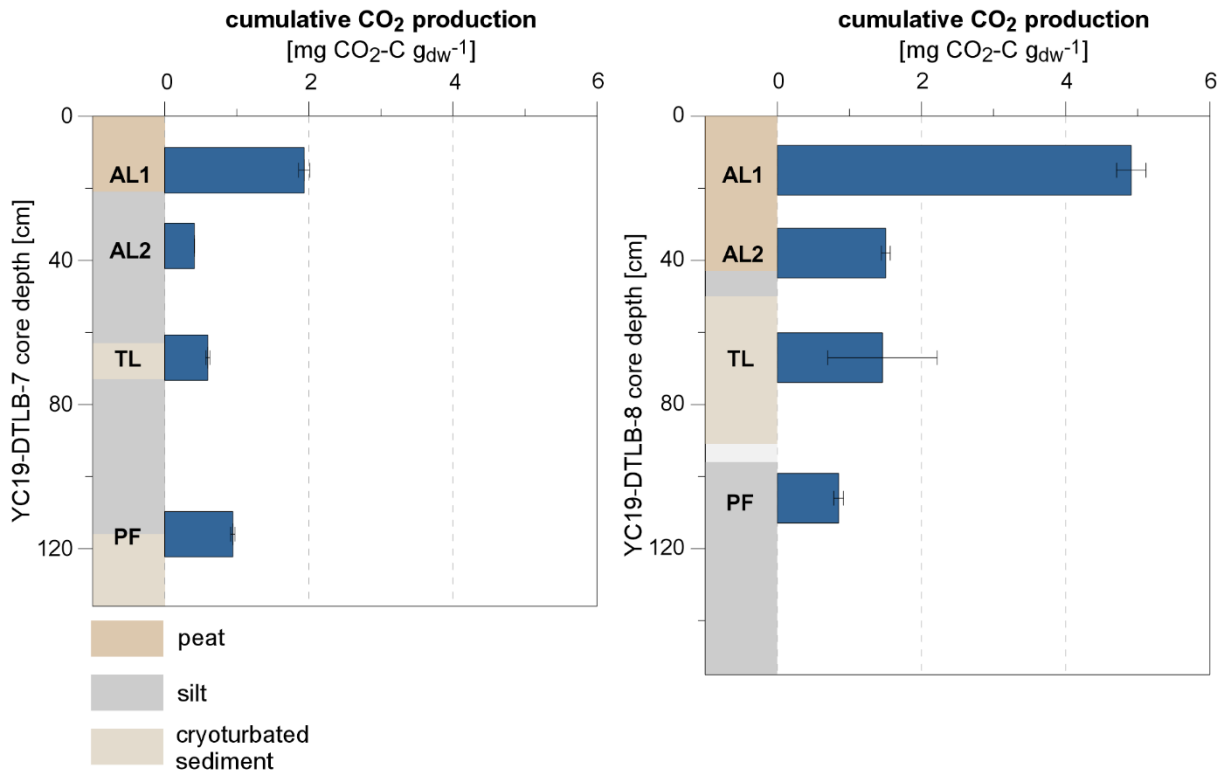 cumulative CO₂ production
[mg CO₂-C g_dw⁻¹]
0 2 4 6
0
40
80
120
YC19-DTLB-7 core depth [cm]
AL1
AL2
TL
PF
cumulative CO₂ production
[mg CO₂-C g_dw⁻¹]
0 2 4 6
0
40
80
120
YC19-DTLB-8 core depth [cm]
AL1
AL2
TL
PF
peat
silt
cryoturbated
sediment